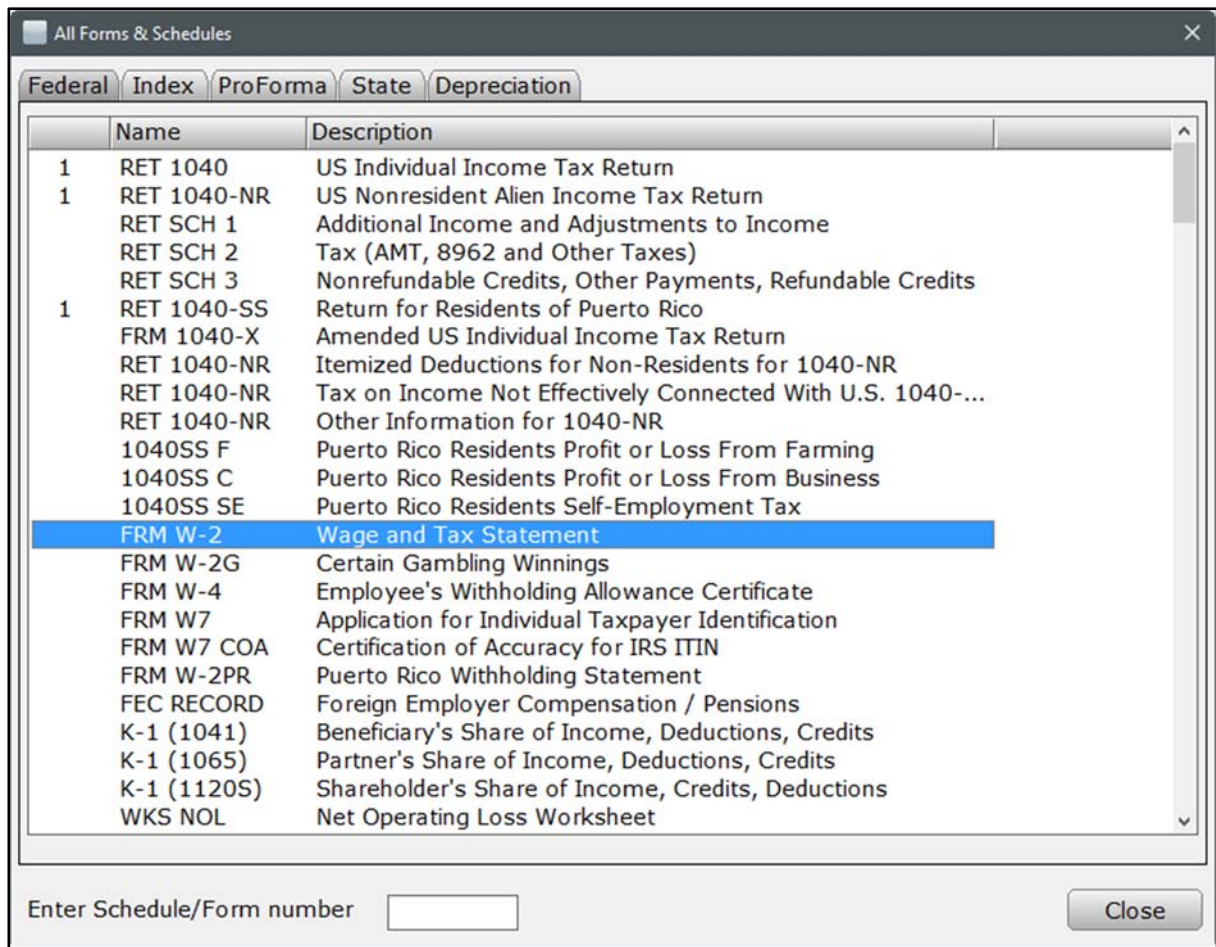 All Forms & Schedules
Federal Index ProForma State Depreciation
Name Description
1 RET 1040 US Individual Income Tax Return
1 RET 1040-NR US Nonresident Alien Income Tax Return
RET SCH 1 Additional Income and Adjustments to Income
RET SCH 2 Tax (AMT, 8962 and Other Taxes)
RET SCH 3 Nonrefundable Credits, Other Payments, Refundable Credits
1 RET 1040-SS Return for Residents of Puerto Rico
FRM 1040-X Amended US Individual Income Tax Return
RET 1040-NR Itemized Deductions for Non-Residents for 1040-NR
RET 1040-NR Tax on Income Not Effectively Connected With U.S. 1040-...
RET 1040-NR Other Information for 1040-NR
1040SS F Puerto Rico Residents Profit or Loss From Farming
1040SS C Puerto Rico Residents Profit or Loss From Business
1040SS SE Puerto Rico Residents Self-Employment Tax
FRM W-2 Wage and Tax Statement
FRM W-2G Certain Gambling Winnings
FRM W-4 Employee's Withholding Allowance Certificate
FRM W7 Application for Individual Taxpayer Identification
FRM W7 COA Certification of Accuracy for IRS ITIN
FRM W-2PR Puerto Rico Withholding Statement
FEC RECORD Foreign Employer Compensation / Pensions
K-1 (1041) Beneficiary's Share of Income, Deductions, Credits
K-1 (1065) Partner's Share of Income, Deductions, Credits
K-1 (1120S) Shareholder's Share of Income, Credits, Deductions
WKS NOL Net Operating Loss Worksheet
Enter Schedule/Form number Close